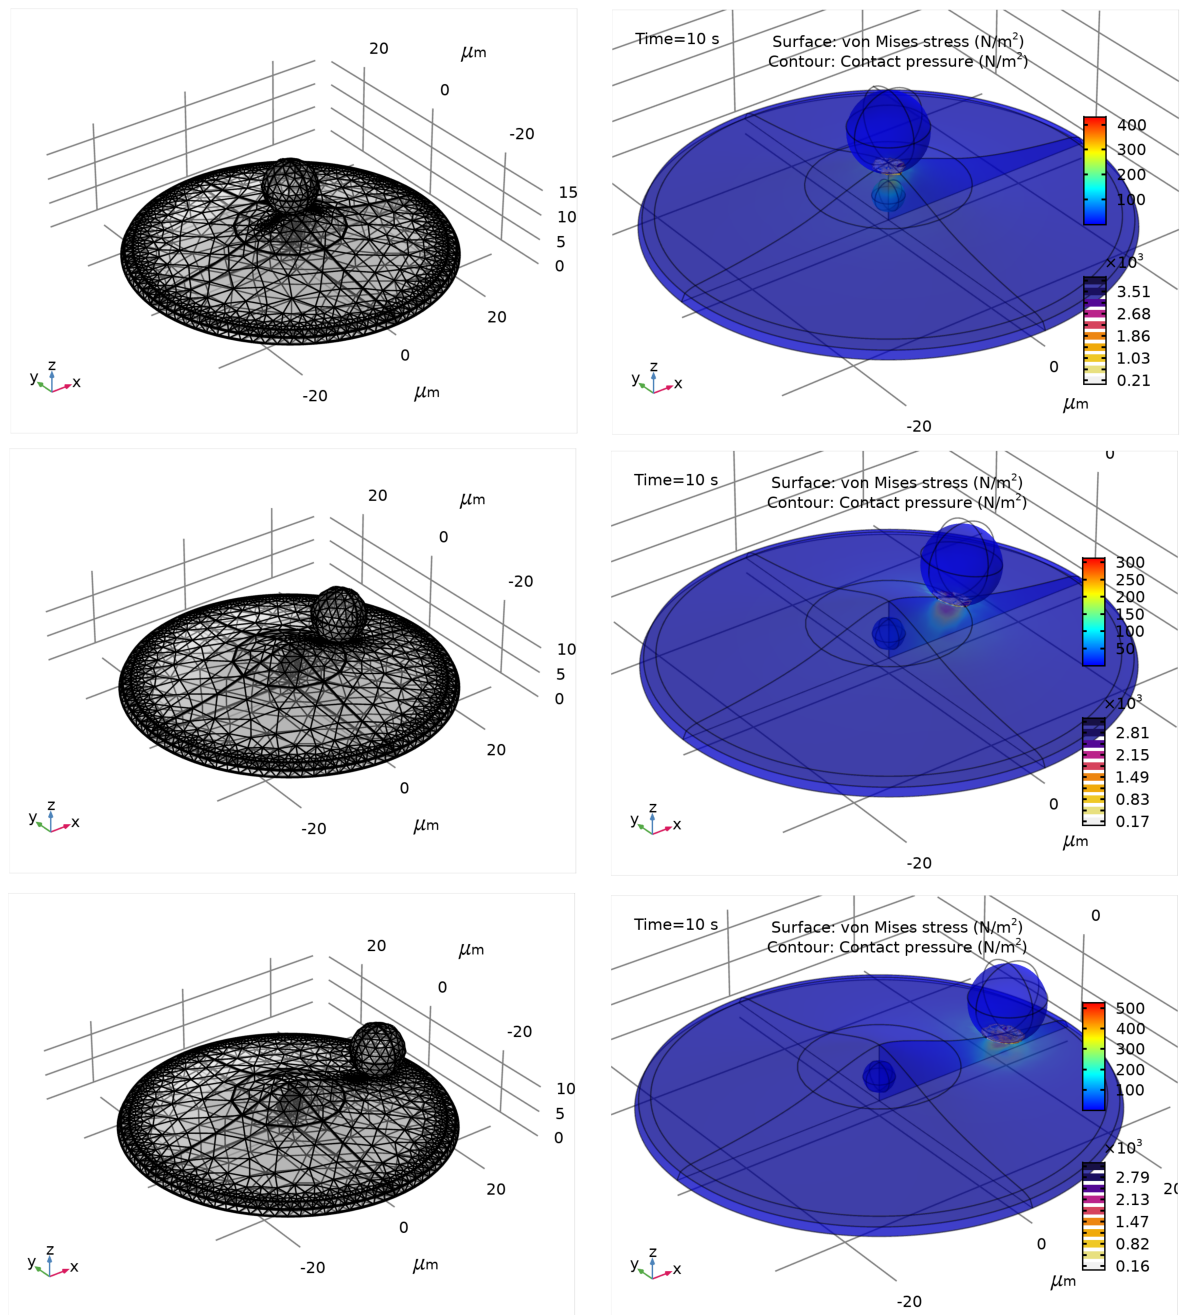 20
μm
0
-20
15
10
5
0
20
0
-20
μm
z
y
x
Time=10 s
Surface: von Mises stress (N/m²)
Contour: Contact pressure (N/m²)
400
300
200
100
×10³
3.51
2.68
1.86
1.03
0.21
0
μm
-20
z
y
x
20
μm
0
-20
10
5
0
20
0
-20
μm
z
y
x
0
Time=10 s
Surface: von Mises stress (N/m²)
Contour: Contact pressure (N/m²)
300
250
200
150
100
50
×10³
2.81
2.15
1.49
0.83
0.17
0
μm
-20
z
y
x
20
μm
0
-20
10
5
0
20
0
-20
μm
z
y
x
0
Time=10 s
Surface: von Mises stress (N/m²)
Contour: Contact pressure (N/m²)
500
400
300
200
100
×10³
2.79
2.13
1.47
0.82
0.16
20
0
μm
-20
z
y
x